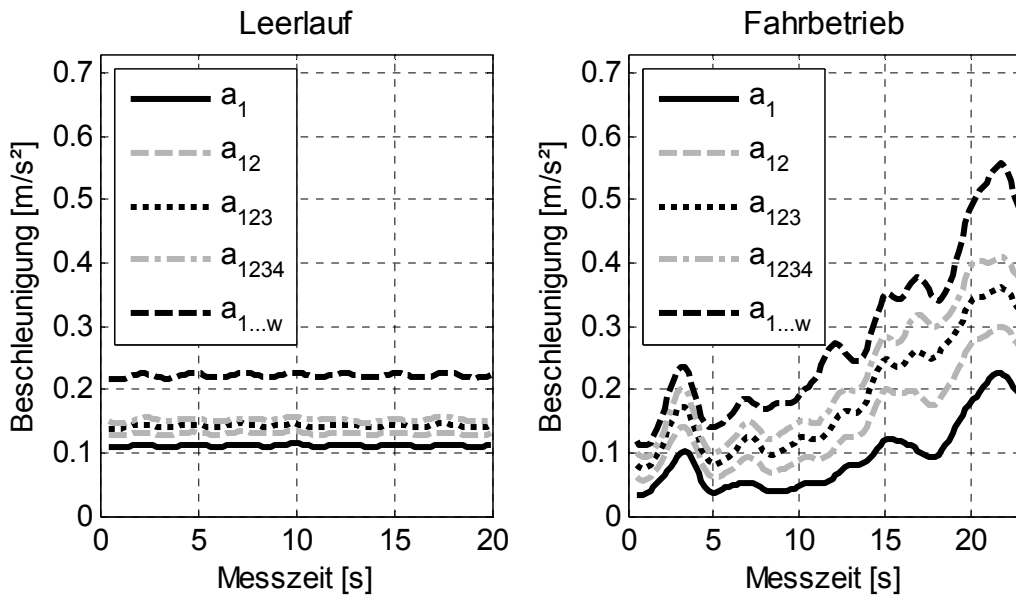 Leerlauf
Beschleunigung [m/s²]
0.7
0.6
0.5
0.4
0.3
0.2
0.1
0
a1
a12
a123
a1234
a1...w
0 5 10 15 20
Messzeit [s]
Fahrbetrieb
Beschleunigung [m/s²]
0.7
0.6
0.5
0.4
0.3
0.2
0.1
0
a1
a12
a123
a1234
a1...w
0 5 10 15 20
Messzeit [s]